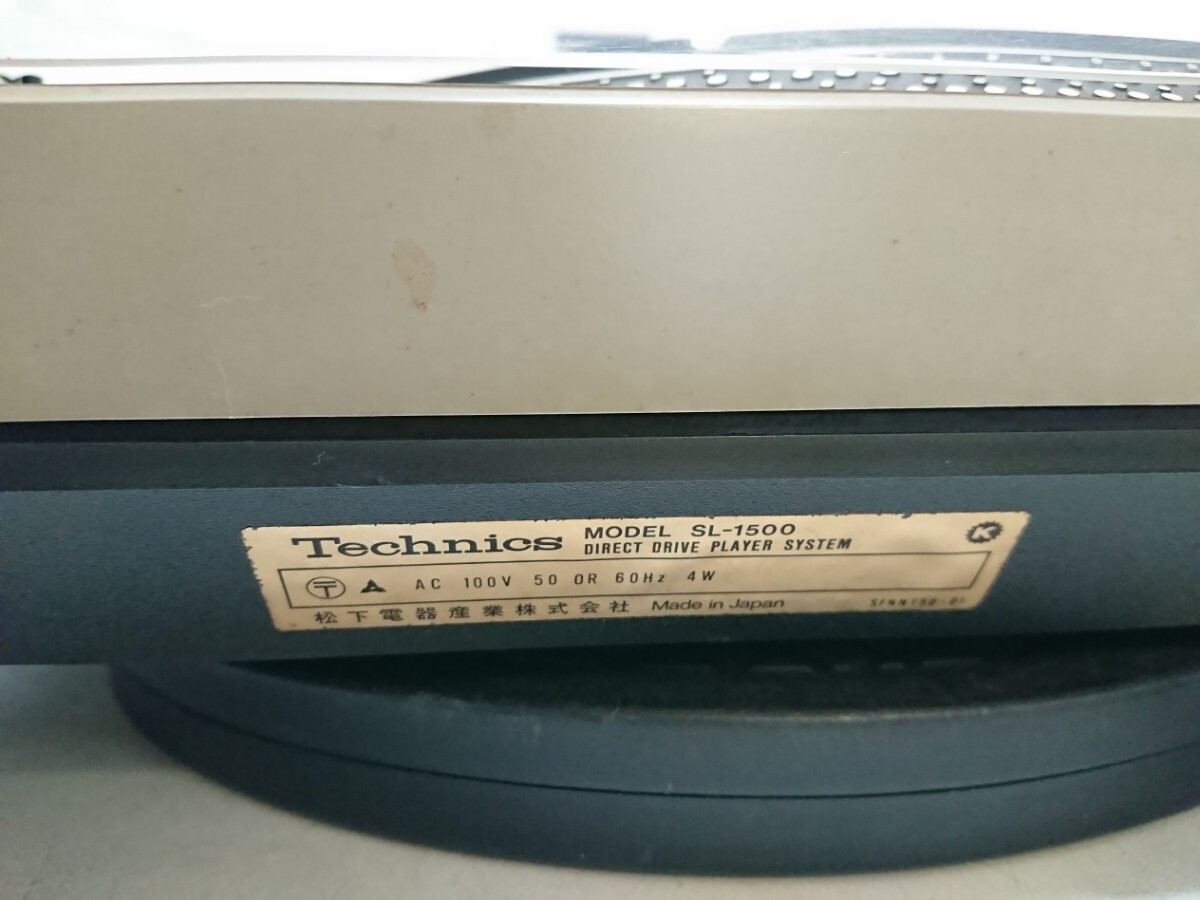 Technics MODEL SL-1500
DIRECT DRIVE PLAYER SYSTEM
K
〒 AC 100V 50 OR 60Hz 4W
松下電器産業株式会社 Made in Japan